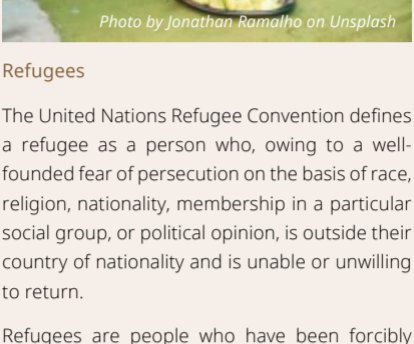 Photo by Jonathan Ramalho on Unsplash
Refugees
The United Nations Refugee Convention defines
a refugee as a person who, owing to a well-
founded fear of persecution on the basis of race,
religion, nationality, membership in a particular
social group, or political opinion, is outside their
country of nationality and is unable or unwilling
to return.
Refugees are people who have been forcibly